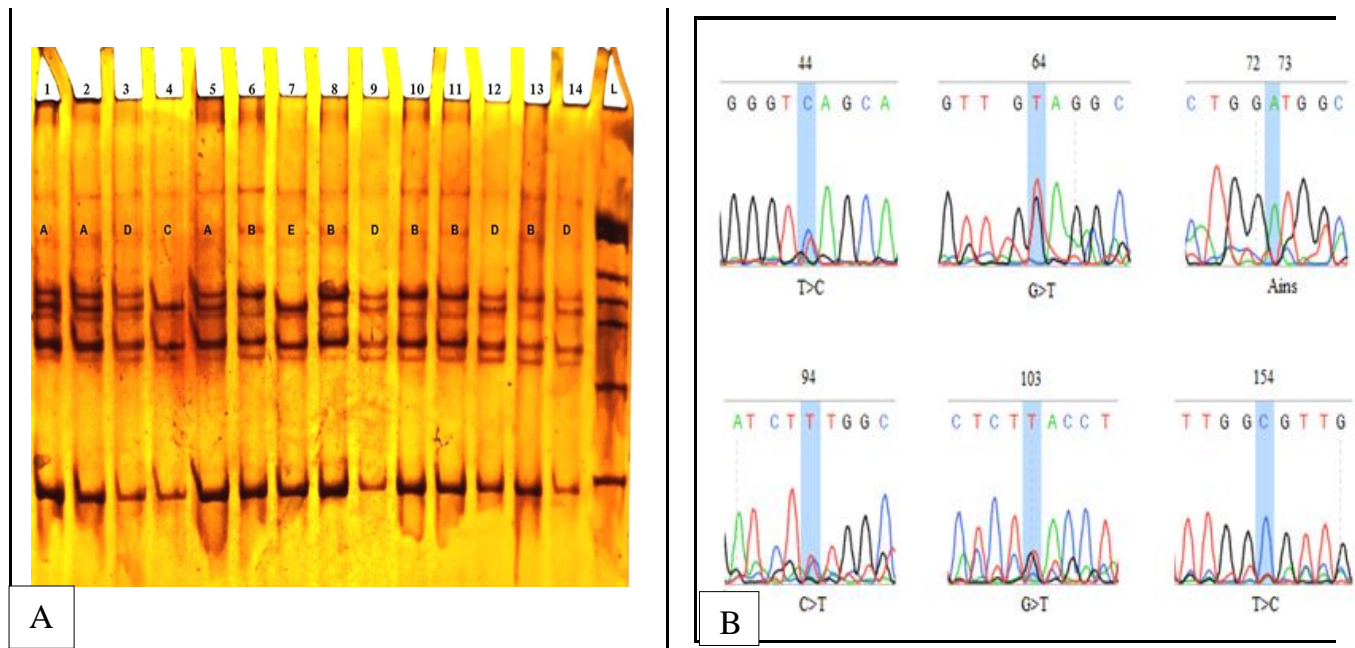 1 2 3 4 5 6 7 8 9 10 11 12 13 14 L
A A D C A B E B D B B D B D
A
44
G G G T C A G C A
T>C
64
G T T G T A G G C
G>T
72 73
C T G G A T G G C
Ains
94
A T C T T T G G C
C>T
103
C T C T T A C C T
G>T
154
T T G G C G T T G
T>C
B